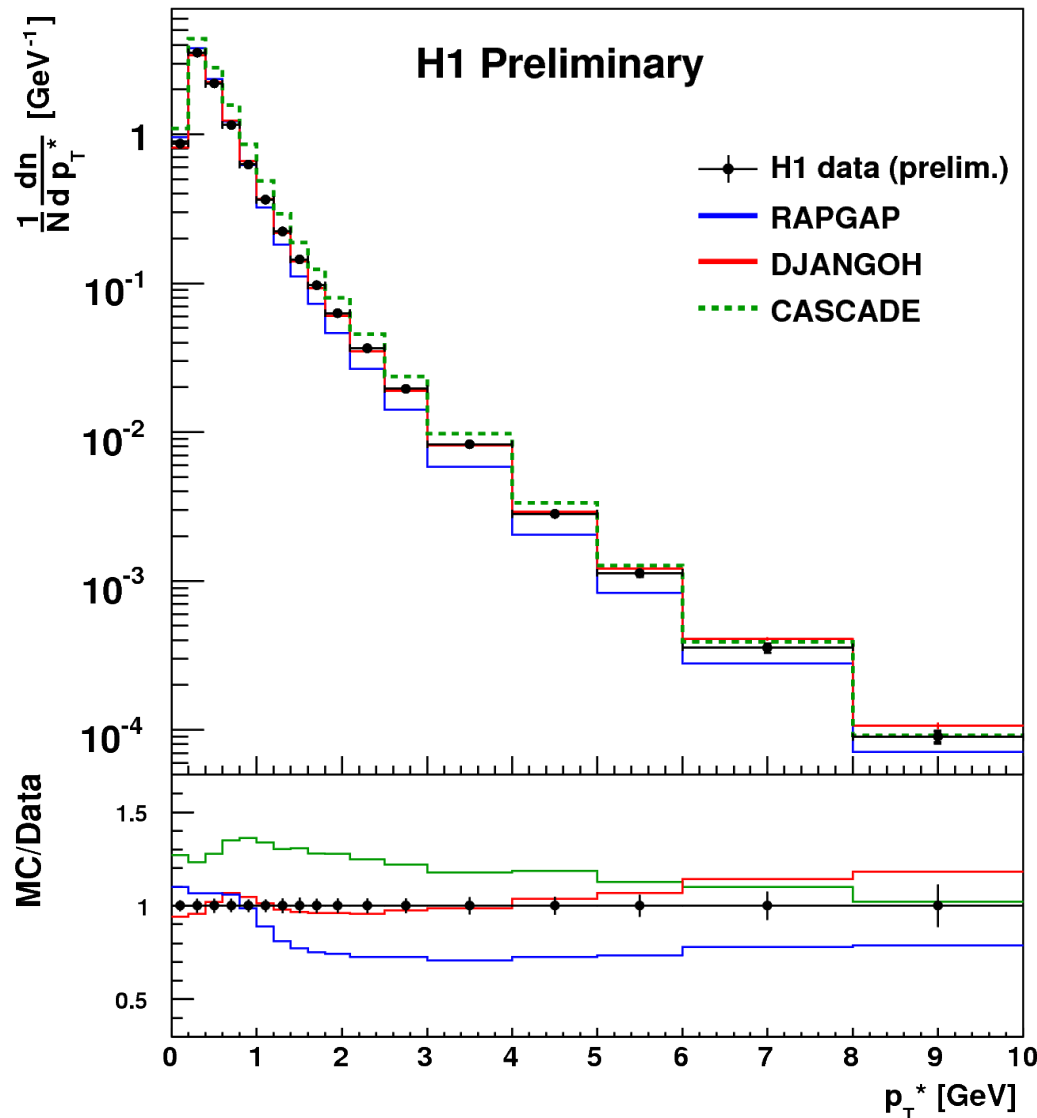 H1 Preliminary
1/N dn/d p_T* [GeV⁻¹]
H1 data (prelim.)
RAPGAP
DJANGOH
CASCADE
1
10⁻¹
10⁻²
10⁻³
10⁻⁴
MC/Data
1.5
1
0.5
0 1 2 3 4 5 6 7 8 9 10
p_T* [GeV]